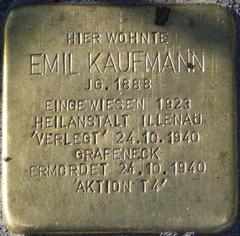 HIER WOHNTE
EMIL KAUFMANN
JG. 1888
EINGEWIESEN 1923
HEILANSTALT ILLENAU
'VERLEGT' 24.10.1940
GRAFENECK
ERMORDET 24.10.1940
'AKTION T4'